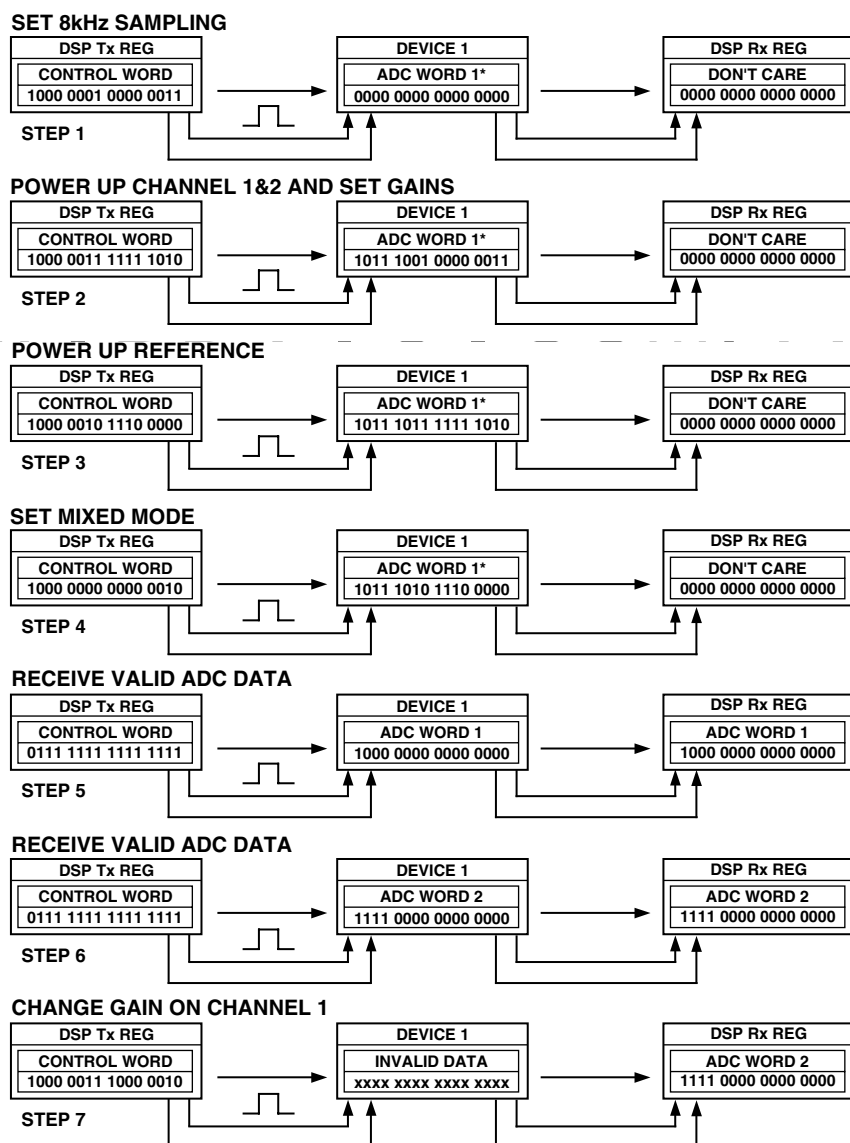 SET 8kHz SAMPLING
DSP Tx REG DEVICE 1 DSP Rx REG
CONTROL WORD ADC WORD 1* DON'T CARE
1000 0001 0000 0011 0000 0000 0000 0000 0000 0000 0000 0000
STEP 1
POWER UP CHANNEL 1&2 AND SET GAINS
DSP Tx REG DEVICE 1 DSP Rx REG
CONTROL WORD ADC WORD 1* DON'T CARE
1000 0011 1111 1010 1011 1001 0000 0011 0000 0000 0000 0000
STEP 2
POWER UP REFERENCE
DSP Tx REG DEVICE 1 DSP Rx REG
CONTROL WORD ADC WORD 1* DON'T CARE
1000 0010 1110 0000 1011 1011 1111 1010 0000 0000 0000 0000
STEP 3
SET MIXED MODE
DSP Tx REG DEVICE 1 DSP Rx REG
CONTROL WORD ADC WORD 1* DON'T CARE
1000 0000 0000 0010 1011 1010 1110 0000 0000 0000 0000 0000
STEP 4
RECEIVE VALID ADC DATA
DSP Tx REG DEVICE 1 DSP Rx REG
CONTROL WORD ADC WORD 1 ADC WORD 1
0111 1111 1111 1111 1000 0000 0000 0000 1000 0000 0000 0000
STEP 5
RECEIVE VALID ADC DATA
DSP Tx REG DEVICE 1 DSP Rx REG
CONTROL WORD ADC WORD 2 ADC WORD 2
0111 1111 1111 1111 1111 0000 0000 0000 1111 0000 0000 0000
STEP 6
CHANGE GAIN ON CHANNEL 1
DSP Tx REG DEVICE 1 DSP Rx REG
CONTROL WORD INVALID DATA ADC WORD 2
1000 0011 1000 0010 xxxx xxxx xxxx xxxx 1111 0000 0000 0000
STEP 7